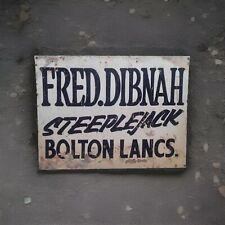 FRED.DIBNAH
STEEPLEJACK
BOLTON LANCS.